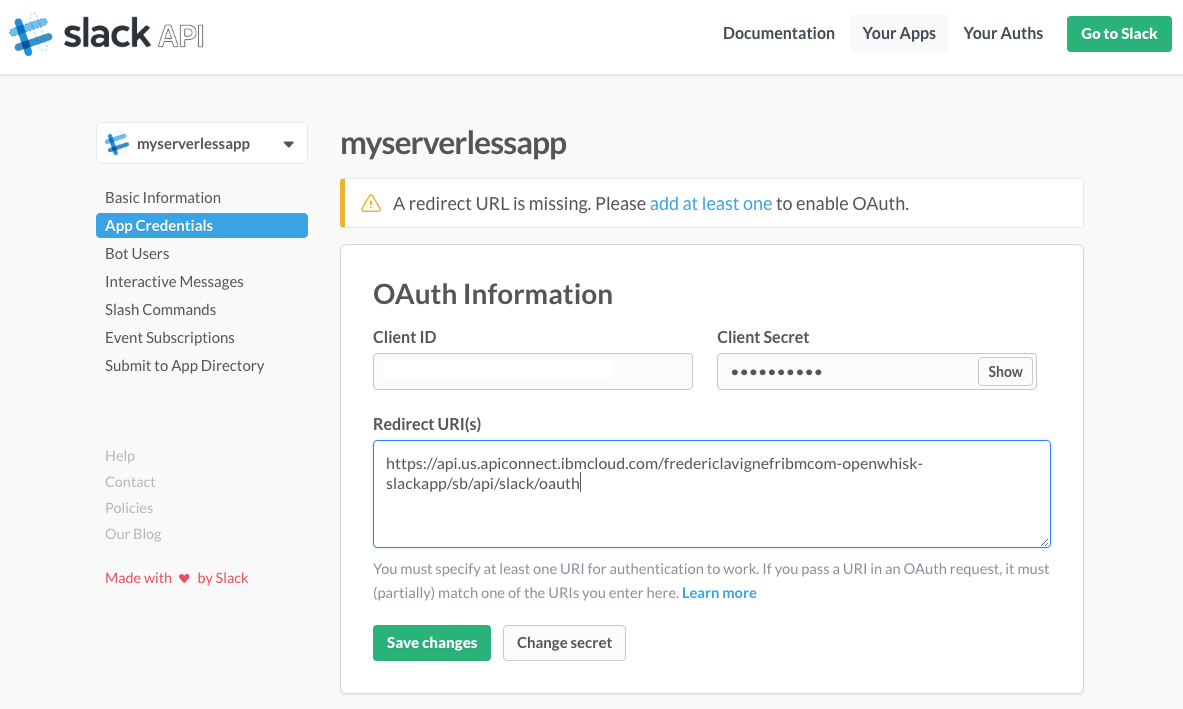 slack API
Documentation
Your Apps
Your Auths
Go to Slack
myserverlessapp
Basic Information
App Credentials
Bot Users
Interactive Messages
Slash Commands
Event Subscriptions
Submit to App Directory
Help
Contact
Policies
Our Blog
Made with ♥ by Slack
myserverlessapp
A redirect URL is missing. Please add at least one to enable OAuth.
OAuth Information
Client ID
Client Secret
••••••••••
Show
Redirect URI(s)
https://api.us.apiconnect.ibmcloud.com/fredericlavignefribmcom-openwhisk-
slackapp/sb/api/slack/oauth
You must specify at least one URI for authentication to work. If you pass a URI in an OAuth request, it must
(partially) match one of the URIs you enter here. Learn more
Save changes
Change secret